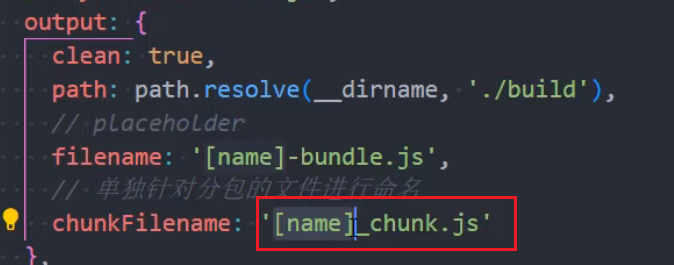 output: {
clean: true,
path: path.resolve(__dirname, './build'),
// placeholder
filename: '[name]-bundle.js',
// 单独针对分包的文件进行命名
chunkFilename: '[name]_chunk.js'
},